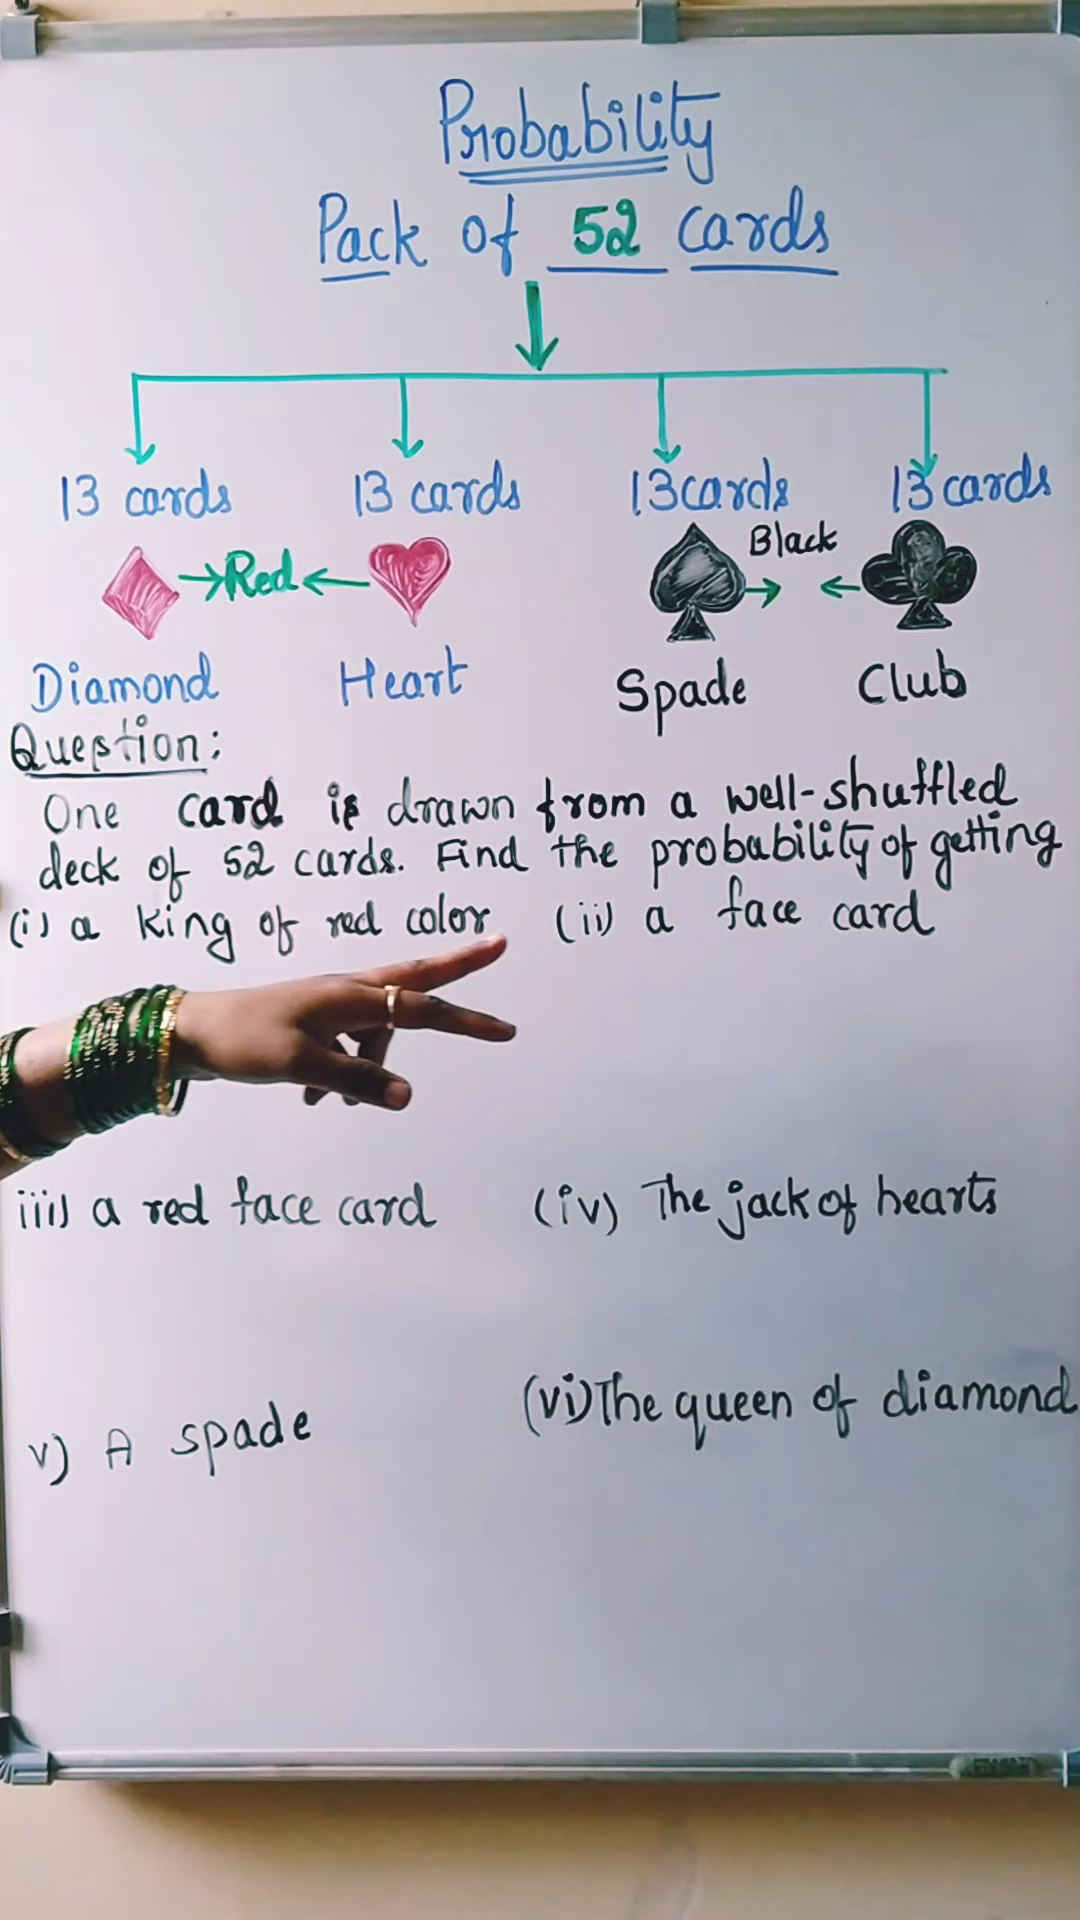 Probability
Pack of 52 cards
13 cards 13 cards 13cards 13 cards
Red Black
Diamond Heart Spade Club
Question:
One card is drawn from a well-shuffled
deck of 52 cards. Find the probability of getting
(i) a king of red color (ii) a face card
iii) a red face card (iv) The jack of hearts
v) A spade (vi) The queen of diamond